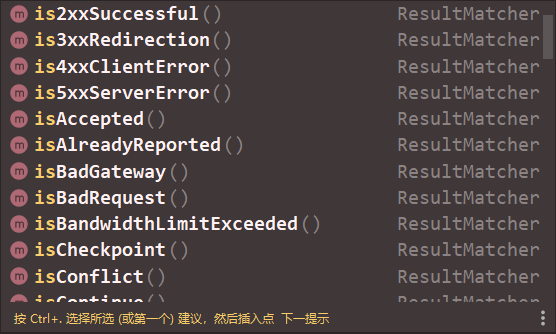 is2xxSuccessful() ResultMatcher
is3xxRedirection() ResultMatcher
is4xxClientError() ResultMatcher
is5xxServerError() ResultMatcher
isAccepted() ResultMatcher
isAlreadyReported() ResultMatcher
isBadGateway() ResultMatcher
isBadRequest() ResultMatcher
isBandwidthLimitExceeded() ResultMatcher
isCheckpoint() ResultMatcher
isConflict() ResultMatcher
isContinue() ResultMatcher
按 Ctrl+. 选择所选 (或第一个) 建议，然后插入点 下一提示